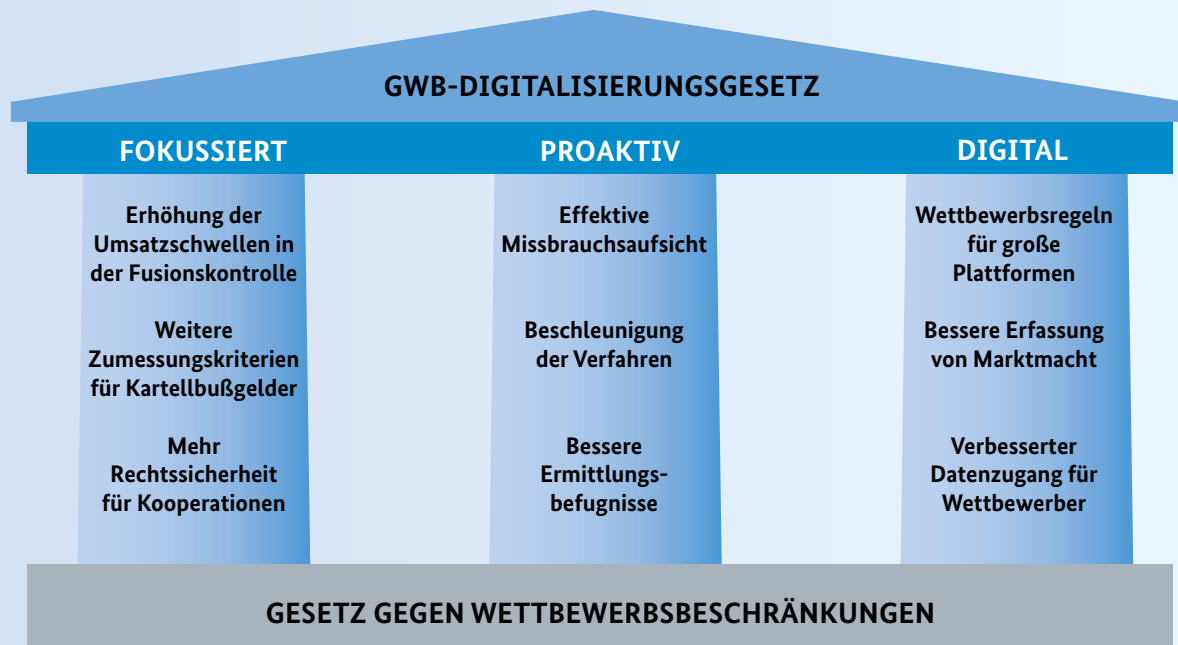 GWB-DIGITALISIERUNGSGESETZ
FOKUSSIERT
Erhöhung der
Umsatzschwellen in
der Fusionskontrolle
Weitere
Zumessungskriterien
für Kartellbußgelder
Mehr
Rechtssicherheit
für Kooperationen
PROAKTIV
Effektive
Missbrauchsaufsicht
Beschleunigung
der Verfahren
Bessere
Ermittlungs-
befugnisse
DIGITAL
Wettbewerbsregeln
für große
Plattformen
Bessere Erfassung
von Marktmacht
Verbesserter
Datenzugang für
Wettbewerber
GESETZ GEGEN WETTBEWERBSBESCHRÄNKUNGEN